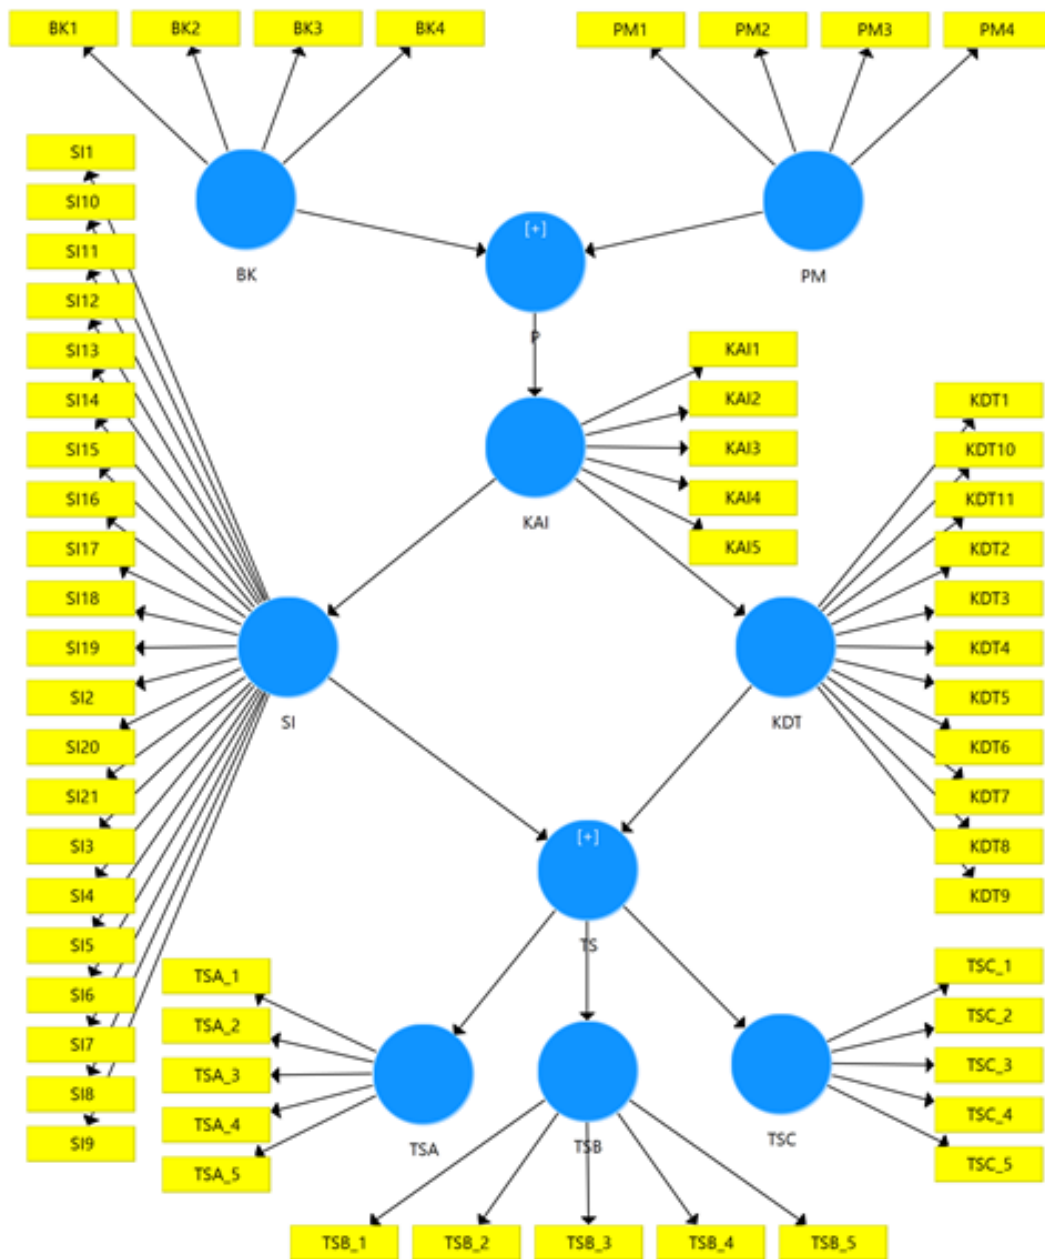 BK1
BK2
BK3
BK4
PM1
PM2
PM3
PM4
BK
PM
[+]
P
SI1
SI10
SI11
SI12
SI13
SI14
SI15
SI16
SI17
SI18
SI19
SI2
SI20
SI21
SI3
SI4
SI5
SI6
SI7
SI8
SI9
SI
KAI
KAI1
KAI2
KAI3
KAI4
KAI5
KDT1
KDT10
KDT11
KDT2
KDT3
KDT4
KDT5
KDT6
KDT7
KDT8
KDT9
KDT
[+]
TS
TSA_1
TSA_2
TSA_3
TSA_4
TSA_5
TSA
TSB
TSC
TSC_1
TSC_2
TSC_3
TSC_4
TSC_5
TSB_1
TSB_2
TSB_3
TSB_4
TSB_5